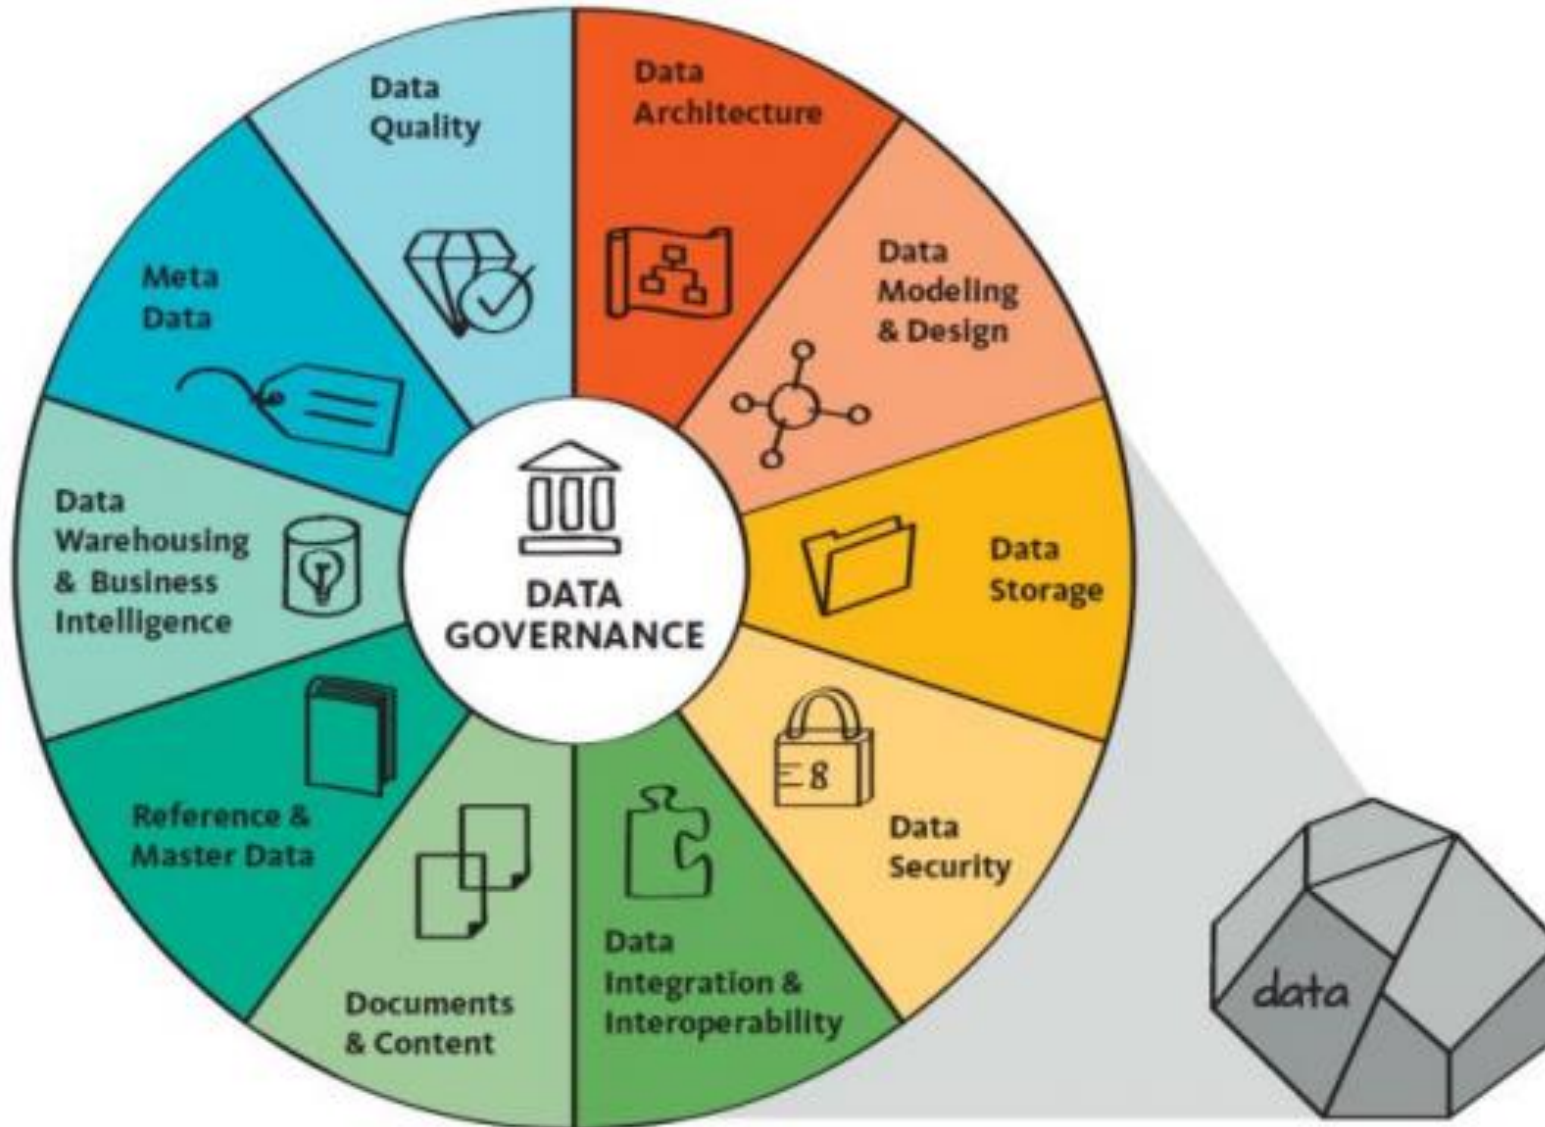 Data
Quality
Data
Architecture
Data
Modeling
& Design
Data
Storage
Data
Security
Data
Integration &
Interoperability
Documents
& Content
Reference &
Master Data
Data
Warehousing
& Business
Intelligence
Meta
Data
DATA
GOVERNANCE
8
data